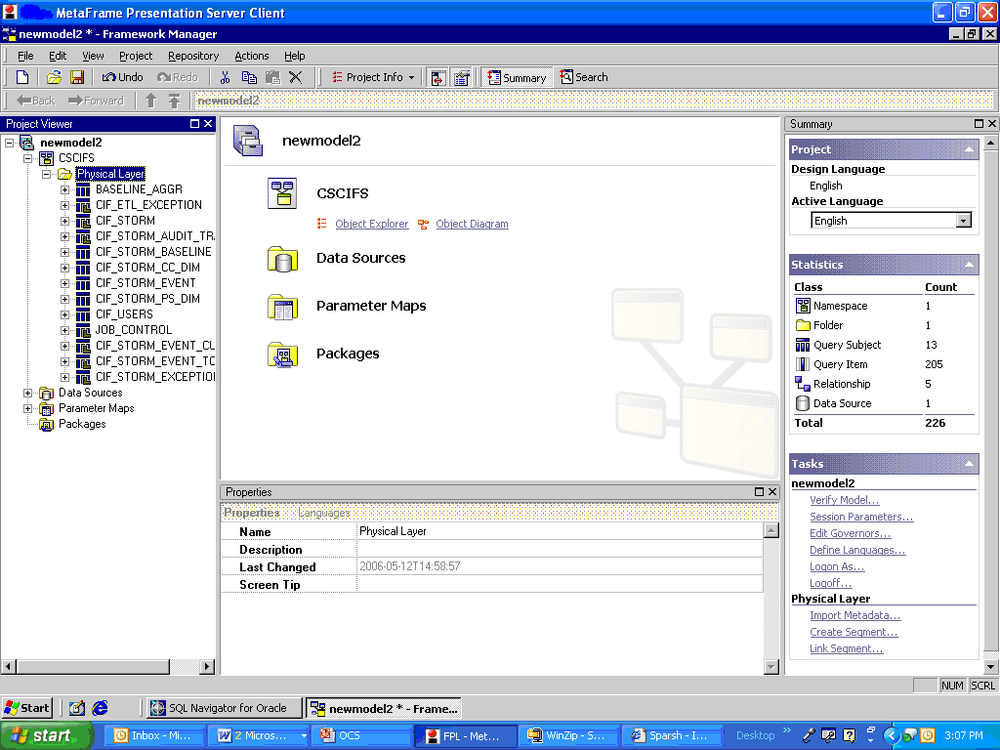 MetaFrame Presentation Server Client
newmodel2 * - Framework Manager
File Edit View Project Repository Actions Help
Undo Redo Project Info Summary Search
Back Forward newmodel2
Project Viewer
newmodel2
CSCIFS
Physical Layer
BASELINE_AGGR
CIF_ETL_EXCEPTION
CIF_STORM
CIF_STORM_AUDIT_TR
CIF_STORM_BASELINE
CIF_STORM_CC_DIM
CIF_STORM_EVENT
CIF_STORM_PS_DIM
CIF_USERS
JOB_CONTROL
CIF_STORM_EVENT_CL
CIF_STORM_EVENT_TC
CIF_STORM_EXCEPTIO
Data Sources
Parameter Maps
Packages
newmodel2
CSCIFS
Object Explorer Object Diagram
Data Sources
Parameter Maps
Packages
Properties
Properties Languages
Name Physical Layer
Description
Last Changed 2006-05-12T14:58:57
Screen Tip
Summary
Project
Design Language
English
Active Language
English
Statistics
Class Count
Namespace 1
Folder 1
Query Subject 13
Query Item 205
Relationship 5
Data Source 1
Total 226
Tasks
newmodel2
Verify Model...
Session Parameters...
Edit Governors...
Define Languages...
Logon As...
Logoff...
Physical Layer
Import Metadata...
Create Segment...
Link Segment...
NUM SCRL
Start SQL Navigator for Oracle newmodel2 * - Frame...
start Inbox - Mi... 2 Micros... OCS FPL - Met... WinZip - S... Sparsh - I... Desktop » 3:07 PM